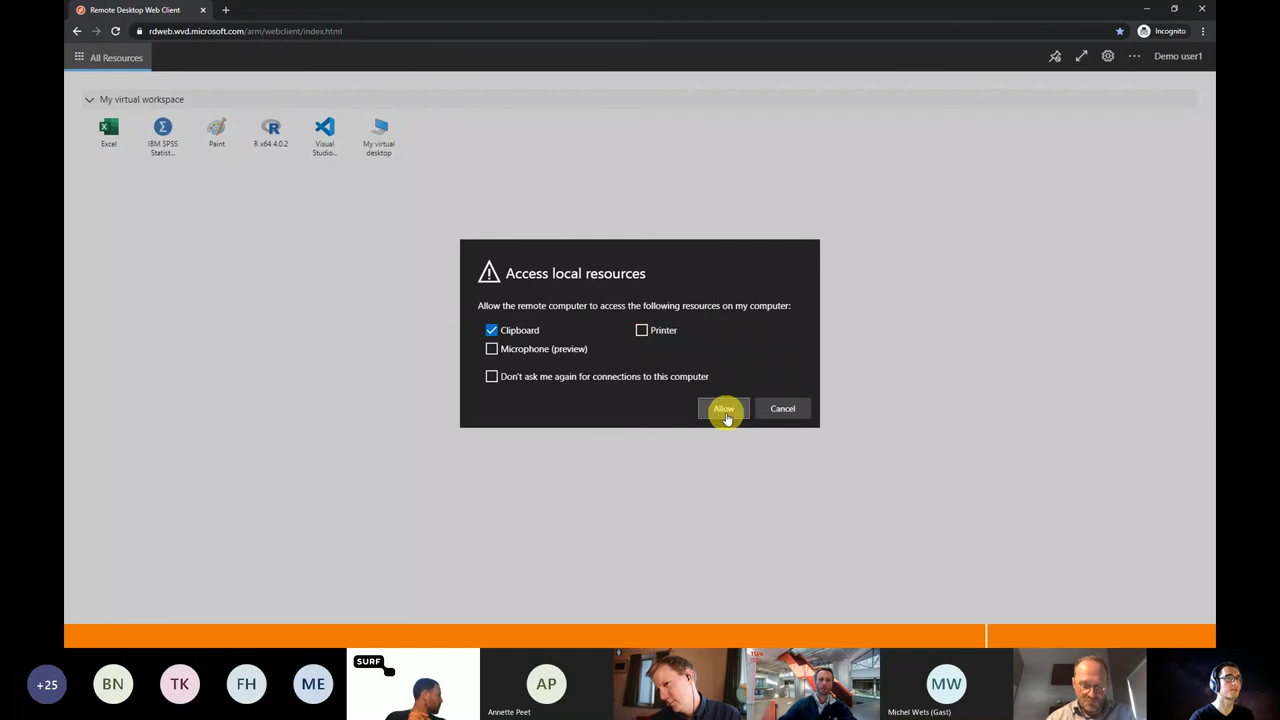 Remote Desktop Web Client
rdweb.wvd.microsoft.com/arm/webclient/index.html
Incognito
All Resources
Demo user1
My virtual workspace
Excel
IBM SPSS
Statist...
Paint
R x64 4.0.2
Visual
Studio...
My virtual
desktop
Access local resources
Allow the remote computer to access the following resources on my computer:
Clipboard
Printer
Microphone (preview)
Don't ask me again for connections to this computer
Allow
Cancel
+25
BN
TK
FH
ME
SURF
AP
Annette Peet
MW
Michel Wets (Gast)